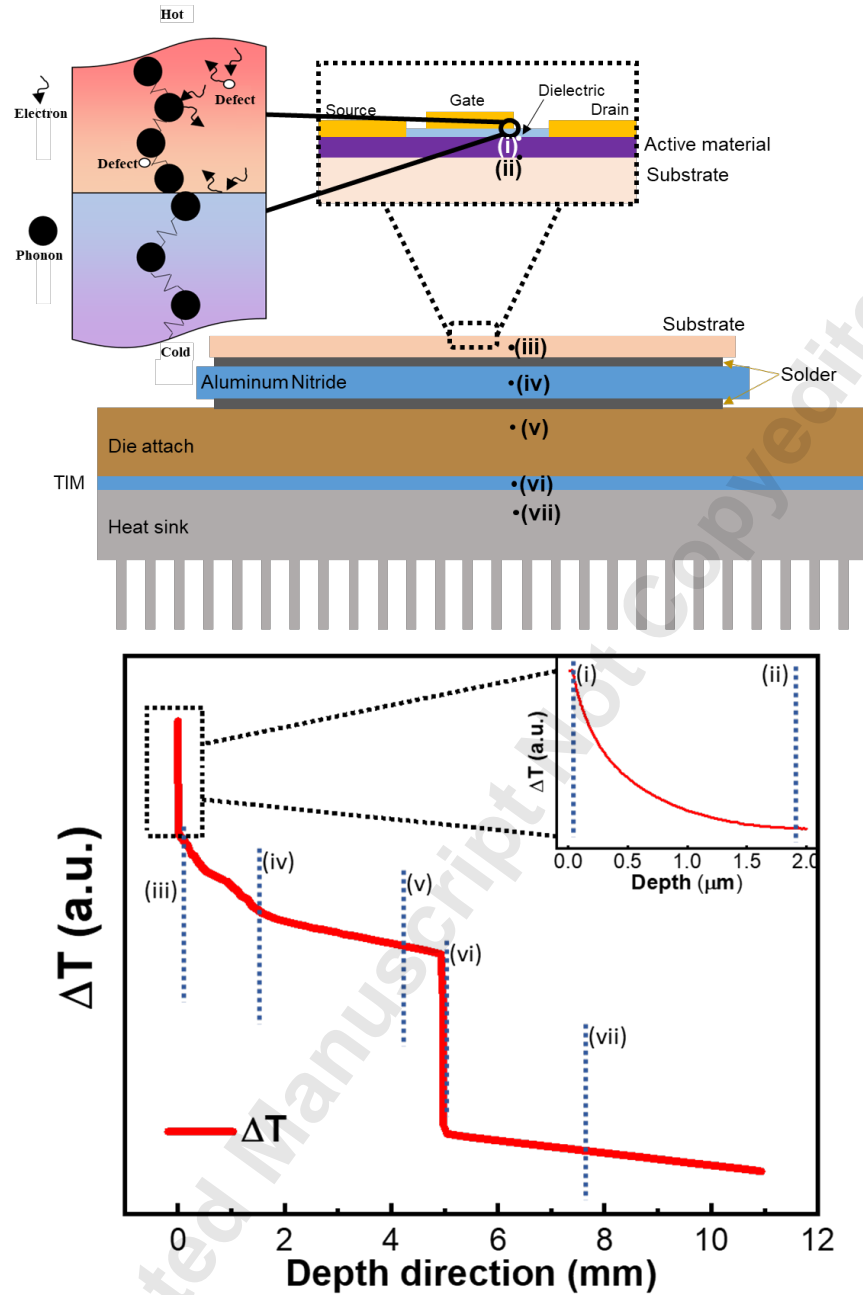 Hot
Electron
Defect
Defect
Phonon
Cold
Source
Gate
Dielectric
Drain
(i)
Active material
(ii)
Substrate
Substrate
(iii)
Solder
Aluminum Nitride
(iv)
(v)
Die attach
TIM
(vi)
(vii)
Heat sink
ΔT (a.u.)
(iii)
(iv)
(v)
(vi)
(vii)
ΔT
0 2 4 6 8 10 12
Depth direction (mm)
(i)
(ii)
ΔT (a.u.)
0.0 0.5 1.0 1.5 2.0
Depth (μm)
ted Manuscript Not Copyedite